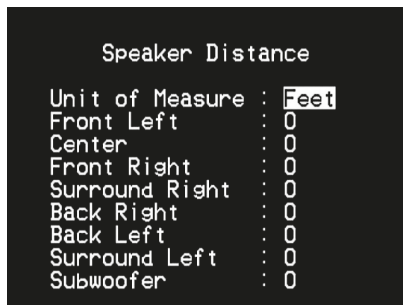 Speaker Distance
Unit of Measure : Feet
Front Left : 0
Center : 0
Front Right : 0
Surround Right : 0
Back Right : 0
Back Left : 0
Surround Left : 0
Subwoofer : 0